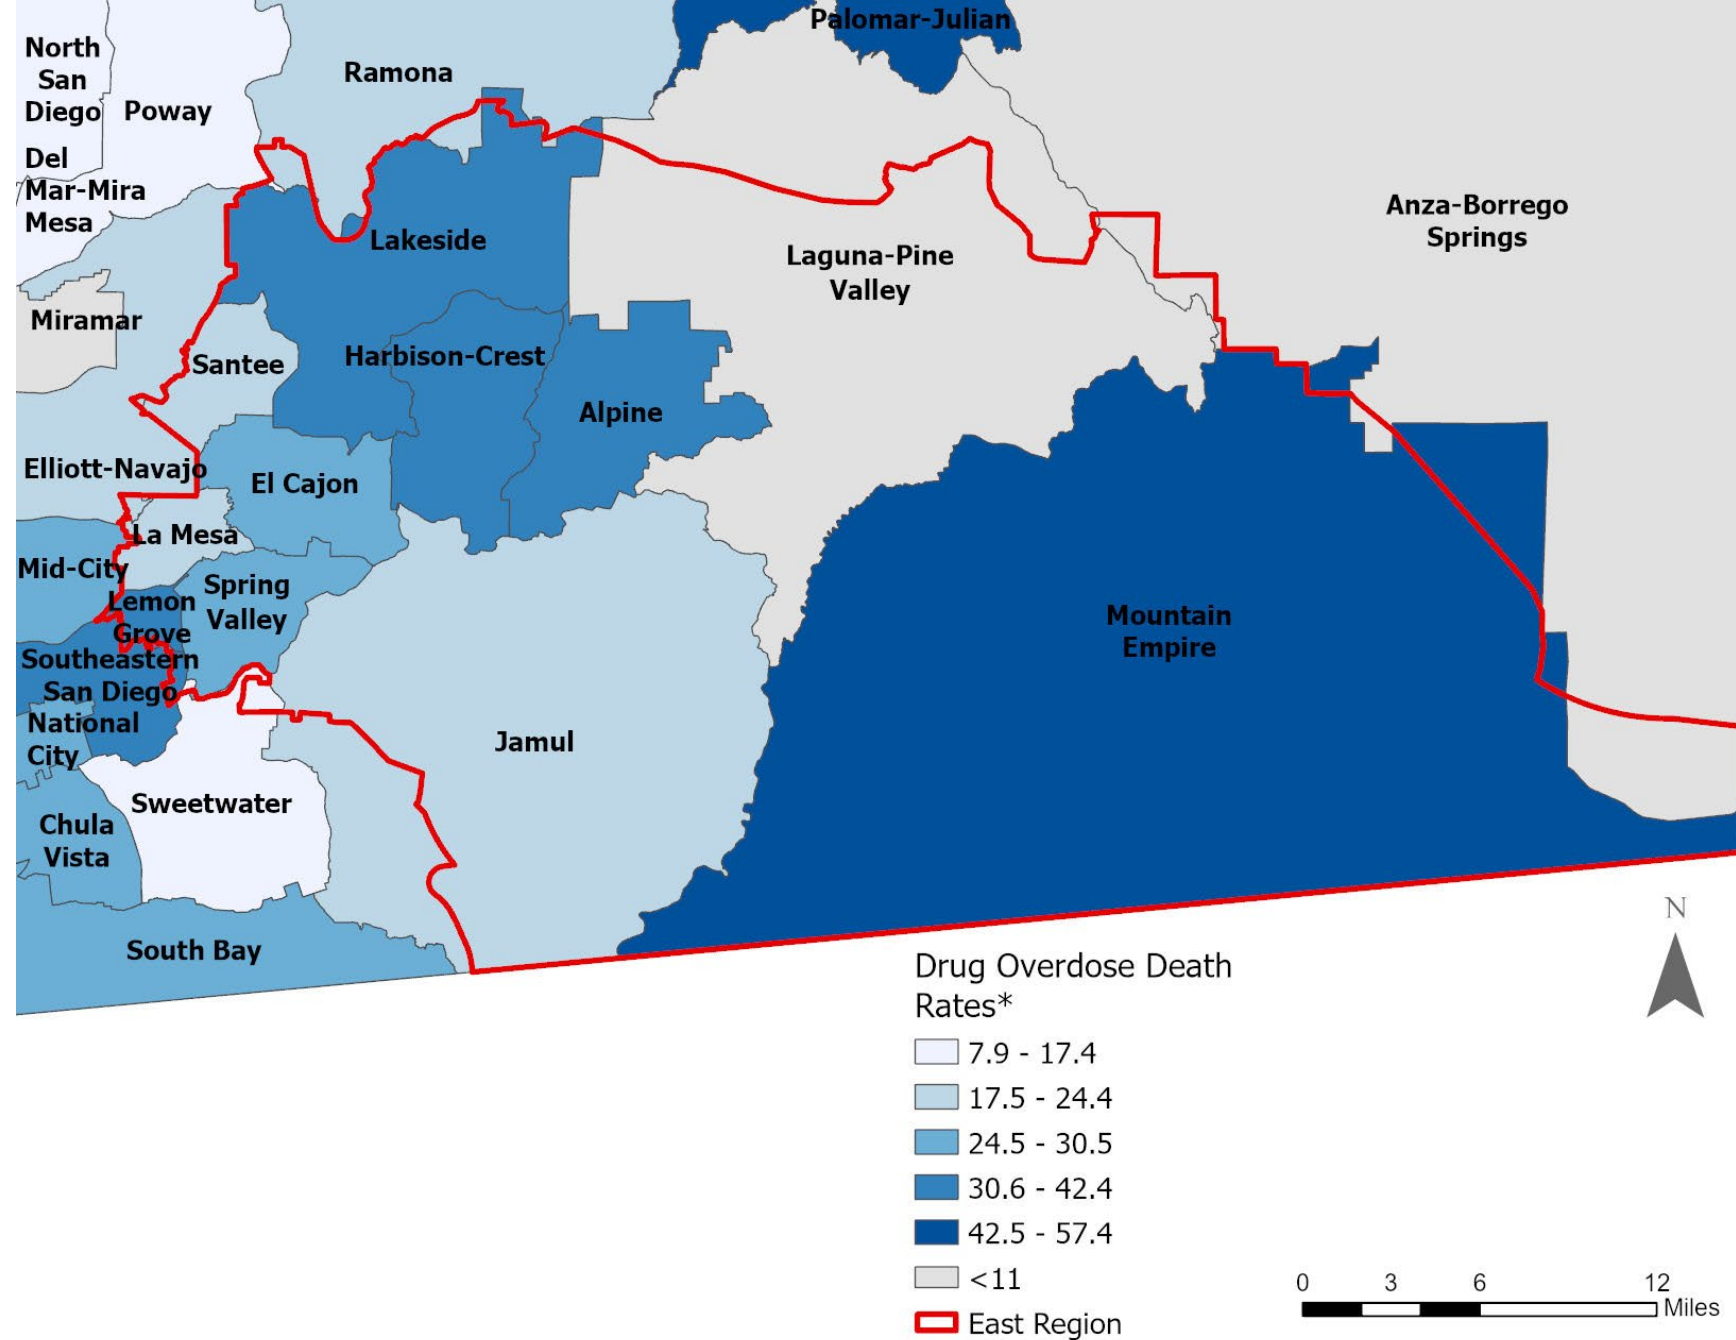 Palomar-Julian
North
San
Diego
Ramona
Poway
Del
Mar-Mira
Mesa
Anza-Borrego
Springs
Lakeside
Laguna-Pine
Valley
Miramar
Santee
Harbison-Crest
Alpine
Elliott-Navajo
El Cajon
La Mesa
Mid-City
Spring
Valley
Lemon
Grove
Mountain
Empire
Southeastern
San Diego
National
City
Jamul
Sweetwater
Chula
Vista
South Bay
N
Drug Overdose Death
Rates*
7.9 - 17.4
17.5 - 24.4
24.5 - 30.5
30.6 - 42.4
42.5 - 57.4
<11
East Region
0 3 6 12
Miles